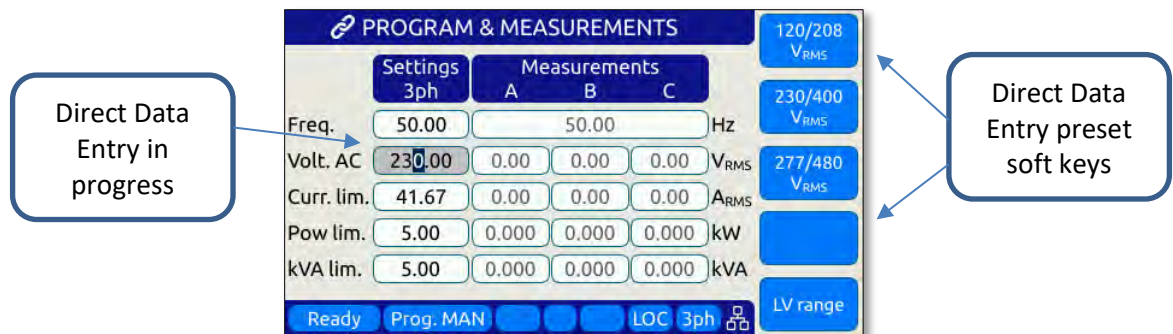 PROGRAM & MEASUREMENTS
Settings
3ph
Measurements
A B C
Freq. 50.00 50.00 Hz
Volt. AC 230.00 0.00 0.00 0.00 VRMS
Curr. lim. 41.67 0.00 0.00 0.00 ARMS
Pow lim. 5.00 0.000 0.000 0.000 kW
kVA lim. 5.00 0.000 0.000 0.000 kVA
Ready Prog. MAN LOC 3ph
120/208
VRMS
230/400
VRMS
277/480
VRMS
LV range
Direct Data
Entry in
progress
Direct Data
Entry preset
soft keys